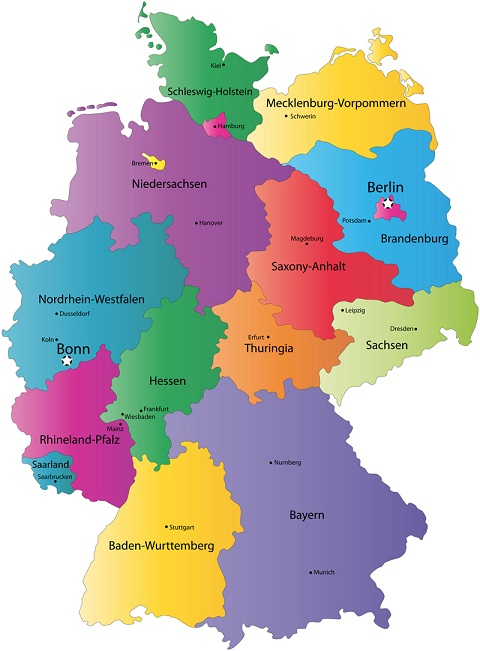 Kiel
Schleswig-Holstein
Mecklenburg-Vorpommern
Schwerin
Hamburg
Bremen
Niedersachsen
Berlin
Potsdam
Hanover
Brandenburg
Magdeburg
Saxony-Anhalt
Nordrhein-Westfalen
Dusseldorf
Leipzig
Dresden
Koln
Bonn
Erfurt
Thuringia
Sachsen
Hessen
Frankfurt
Wiesbaden
Mainz
Rhineland-Pfalz
Saarland
Saarbrucken
Nurnberg
Bayern
Stuttgart
Baden-Wurttemberg
Munich